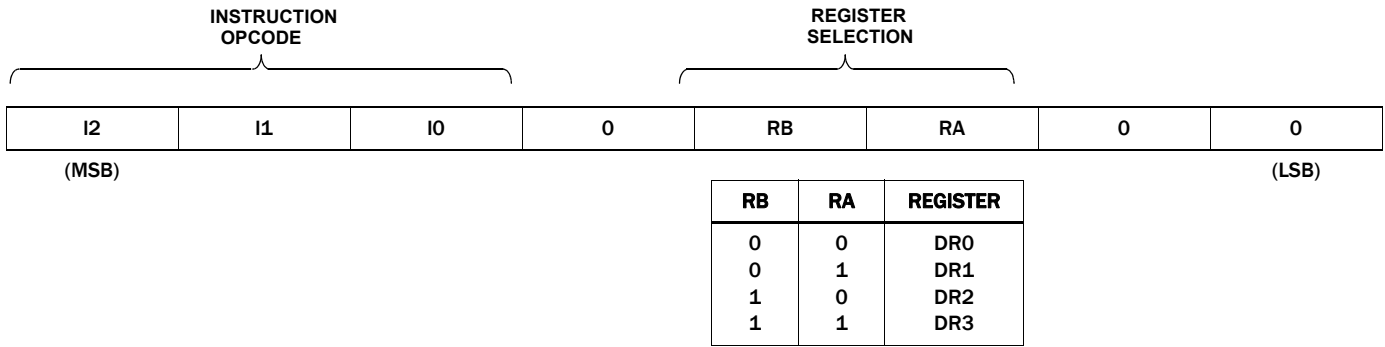 INSTRUCTION
OPCODE
REGISTER
SELECTION
I2 I1 I0 0 RB RA 0 0
(MSB) (LSB)
RB RA REGISTER
0 0 DR0
0 1 DR1
1 0 DR2
1 1 DR3